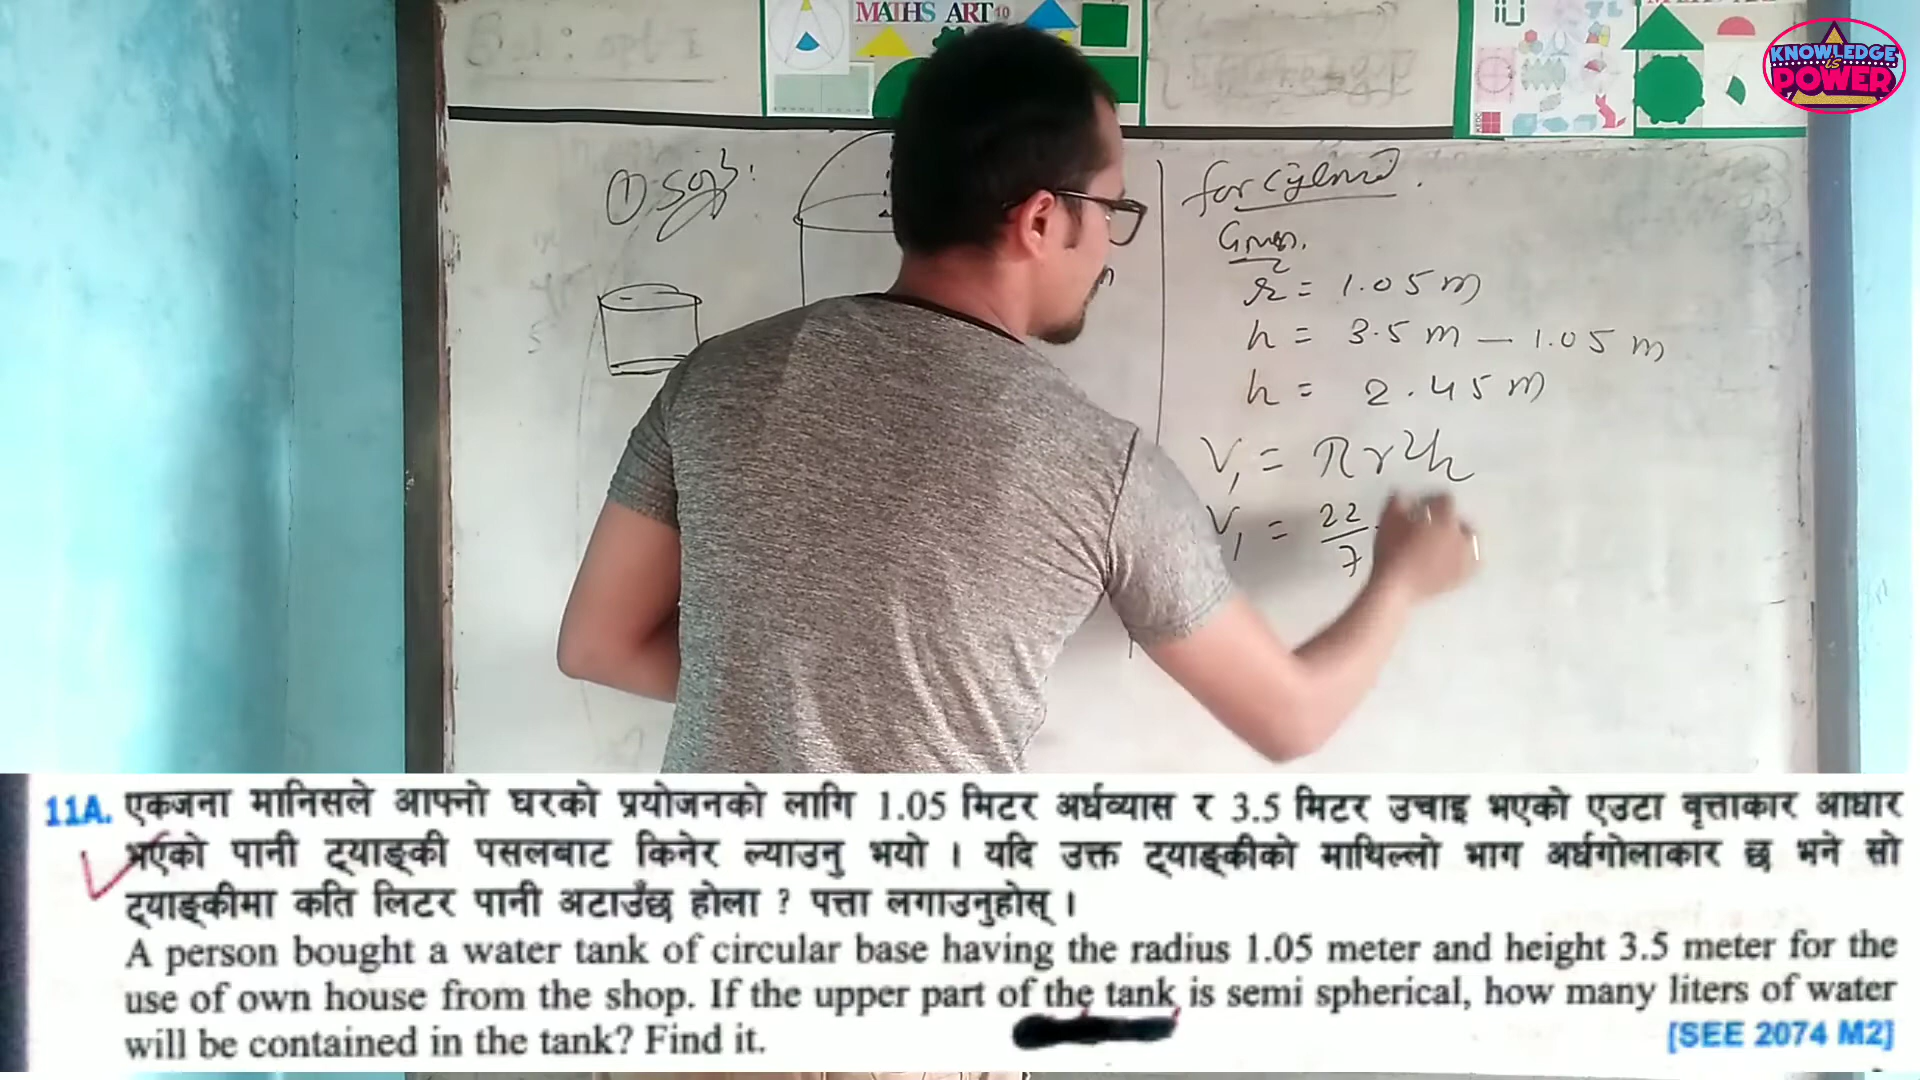 MATHS ART 10
KNOWLEDGE
IS
POWER
① Solⁿ:
for cylinder.
Given.
r = 1.05 m
h = 3.5 m - 1.05 m
h = 2.45 m
V₁ = πr²h
V₁ = 22/7
11A. एकजना मानिसले आफ्नो घरको प्रयोजनको लागि 1.05 मिटर अर्धव्यास र 3.5 मिटर उचाइ भएको एउटा वृत्ताकार आधार
भएको पानी ट्याङ्की पसलबाट किनेर ल्याउनु भयो । यदि उक्त ट्याङ्कीको माथिल्लो भाग अर्धगोलाकार छ भने सो
ट्याङ्कीमा कति लिटर पानी अटाउँछ होला ? पत्ता लगाउनुहोस् ।
A person bought a water tank of circular base having the radius 1.05 meter and height 3.5 meter for the
use of own house from the shop. If the upper part of the tank is semi spherical, how many liters of water
will be contained in the tank? Find it. [SEE 2074 M2]